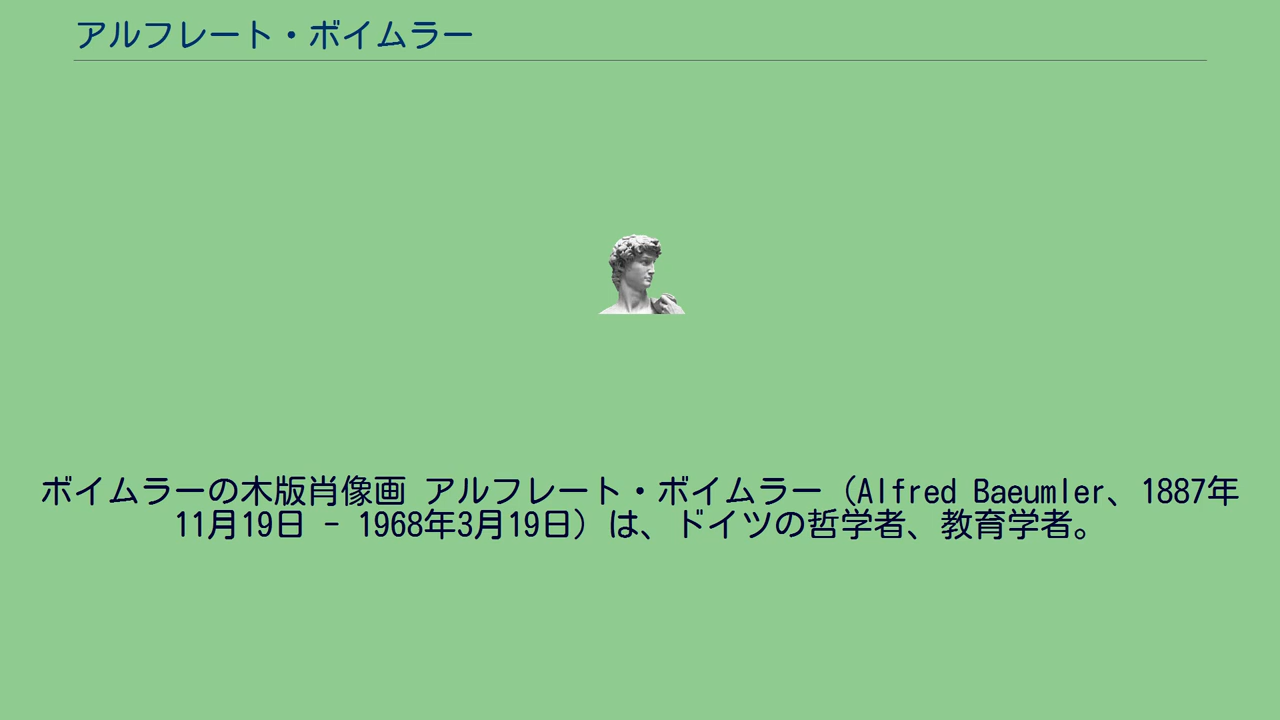 アルフレート・ボイムラー
ボイムラーの木版肖像画 アルフレート・ボイムラー（Alfred Baeumler、1887年
11月19日 - 1968年3月19日）は、ドイツの哲学者、教育学者。